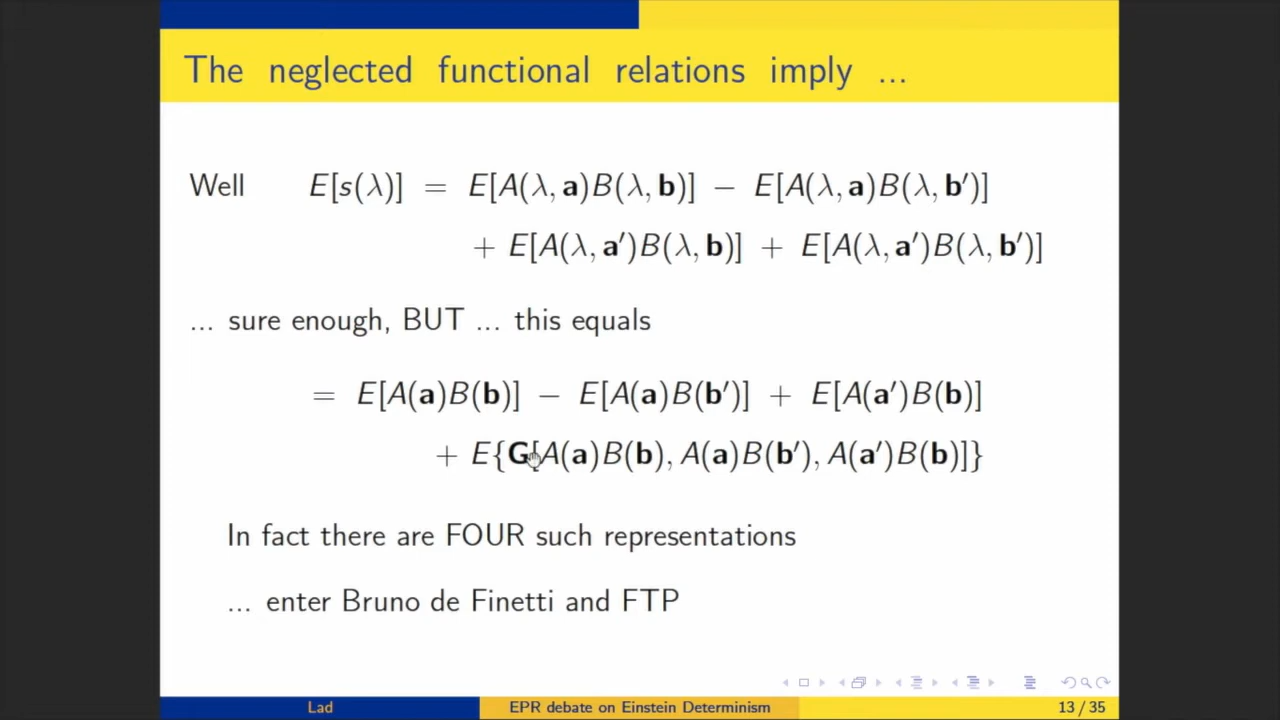 The neglected functional relations imply ...
Well E[s(λ)] = E[A(λ, a)B(λ, b)] − E[A(λ, a)B(λ, b′)]
+ E[A(λ, a′)B(λ, b)] + E[A(λ, a′)B(λ, b′)]
... sure enough, BUT ... this equals
= E[A(a)B(b)] − E[A(a)B(b′)] + E[A(a′)B(b)]
+ E{G[A(a)B(b), A(a)B(b′), A(a′)B(b)]}
In fact there are FOUR such representations
... enter Bruno de Finetti and FTP
Lad EPR debate on Einstein Determinism 13 / 35